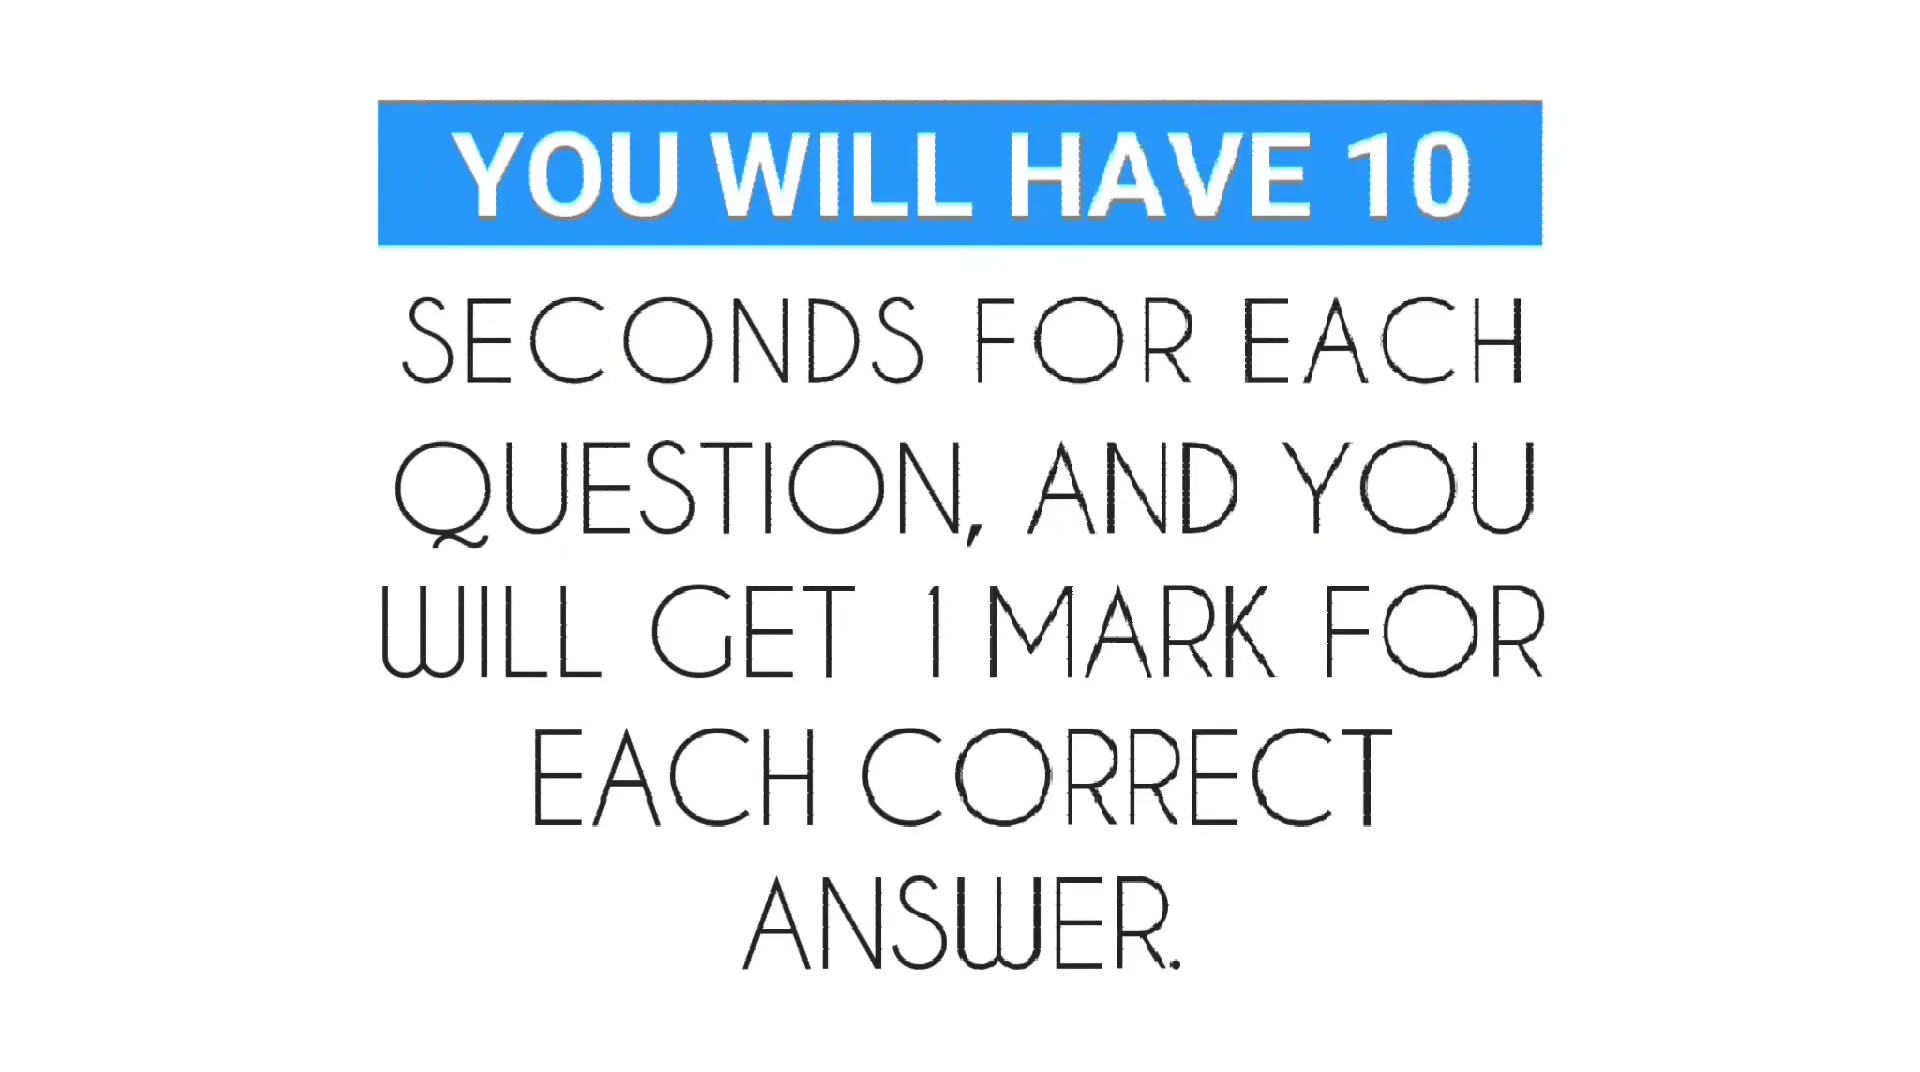 YOU WILL HAVE 10
SECONDS FOR EACH
QUESTION, AND YOU
WILL GET 1 MARK FOR
EACH CORRECT
ANSWER.